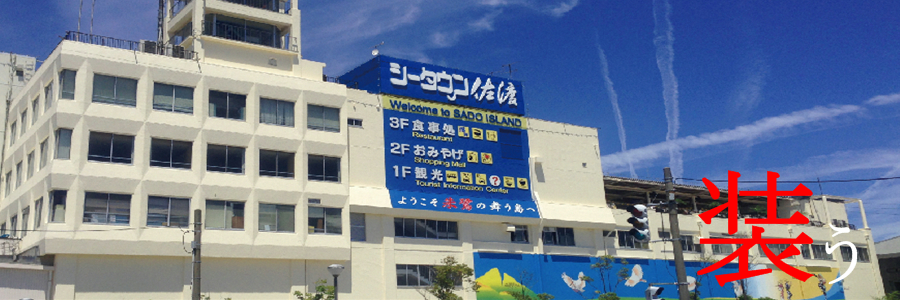 シータウン佐渡
Welcome to SADO ISLAND
3F 食事処
Restaurant
2F おみやげ
Shopping Mall
1F 観光
Tourist Information Center
ようこそ朱鷺の舞う島へ
装う